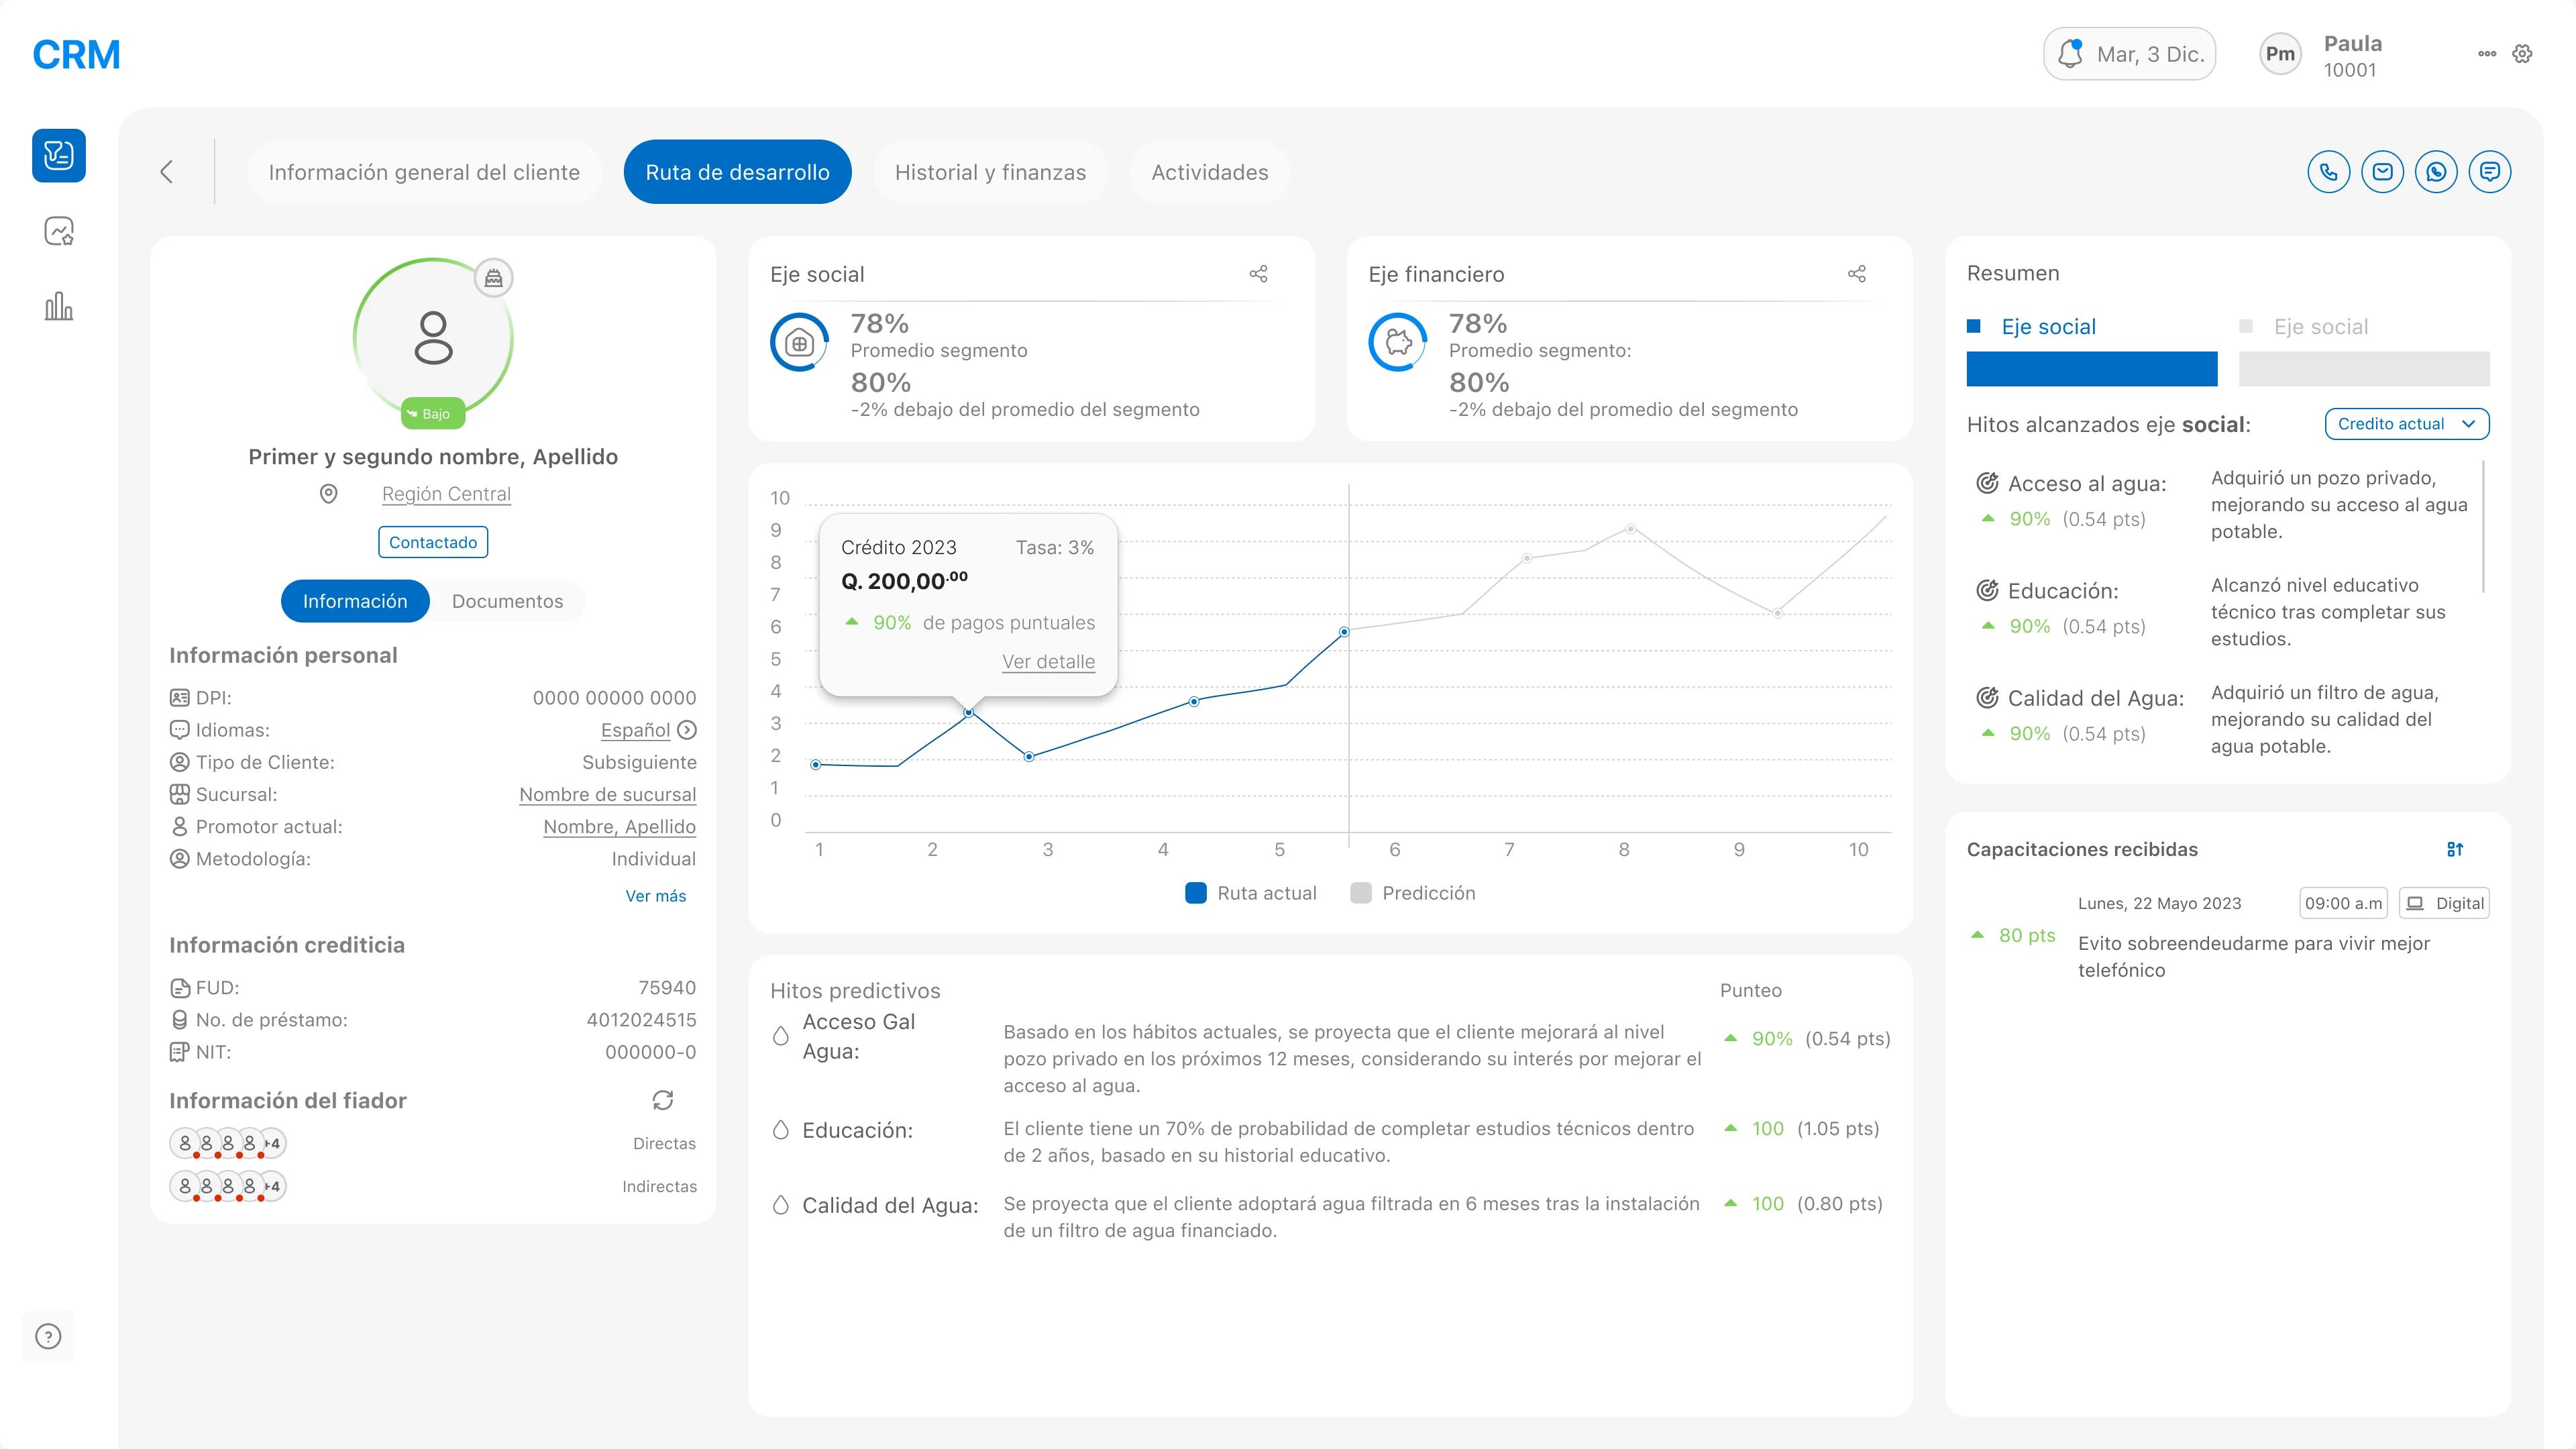 CRM
Mar, 3 Dic.
Pm
Paula
10001
Información general del cliente
Ruta de desarrollo
Historial y finanzas
Actividades
Bajo
Primer y segundo nombre, Apellido
Región Central
Contactado
Información
Documentos
Información personal
DPI: 0000 00000 0000
Idiomas: Español
Tipo de Cliente: Subsiguiente
Sucursal: Nombre de sucursal
Promotor actual: Nombre, Apellido
Metodología: Individual
Ver más
Información crediticia
FUD: 75940
No. de préstamo: 4012024515
NIT: 000000-0
Información del fiador
+4 Directas
+4 Indirectas
Eje social
78%
Promedio segmento
80%
-2% debajo del promedio del segmento
Eje financiero
78%
Promedio segmento:
80%
-2% debajo del promedio del segmento
10
9
8
7
6
5
4
3
2
1
0
Crédito 2023 Tasa: 3%
Q. 200,00.00
90% de pagos puntuales
Ver detalle
1 2 3 4 5 6 7 8 9 10
Ruta actual Predicción
Hitos predictivos Punteo
Acceso Gal
Agua:
Basado en los hábitos actuales, se proyecta que el cliente mejorará al nivel
pozo privado en los próximos 12 meses, considerando su interés por mejorar el
acceso al agua.
90% (0.54 pts)
Educación:
El cliente tiene un 70% de probabilidad de completar estudios técnicos dentro
de 2 años, basado en su historial educativo.
100 (1.05 pts)
Calidad del Agua:
Se proyecta que el cliente adoptará agua filtrada en 6 meses tras la instalación
de un filtro de agua financiado.
100 (0.80 pts)
Resumen
Eje social
Eje social
Hitos alcanzados eje social:
Credito actual
Acceso al agua:
90% (0.54 pts)
Adquirió un pozo privado,
mejorando su acceso al agua
potable.
Educación:
90% (0.54 pts)
Alcanzó nivel educativo
técnico tras completar sus
estudios.
Calidad del Agua:
90% (0.54 pts)
Adquirió un filtro de agua,
mejorando su calidad del
agua potable.
Capacitaciones recibidas
Lunes, 22 Mayo 2023
09:00 a.m
Digital
80 pts
Evito sobreendeudarme para vivir mejor
telefónico
?